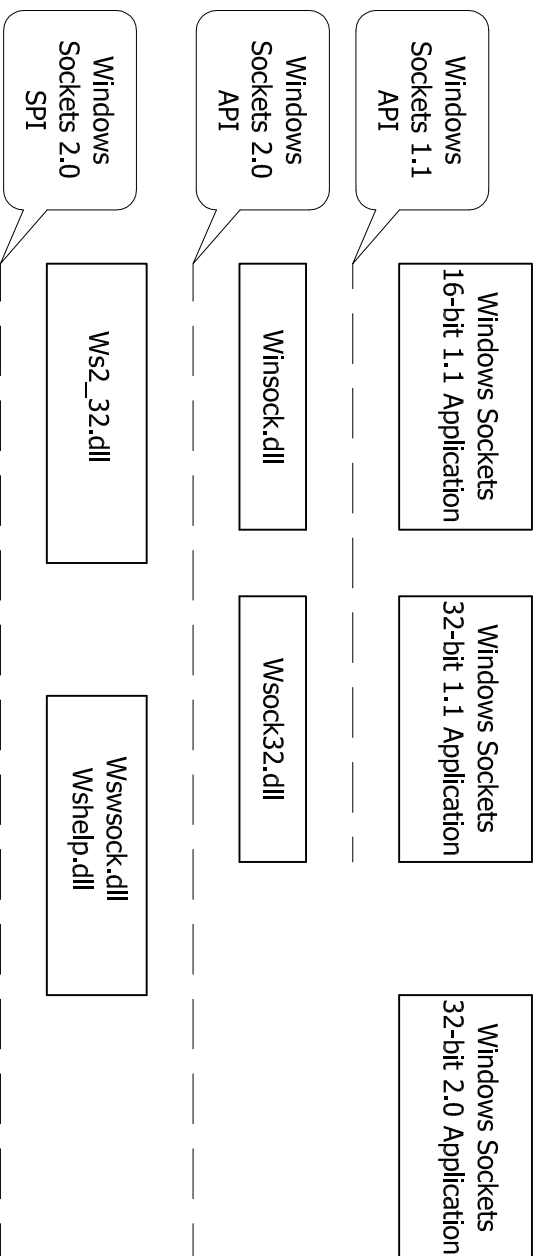 Windows Sockets
16-bit 1.1 Application
Windows Sockets
32-bit 1.1 Application
Windows Sockets
32-bit 2.0 Application
Windows
Sockets 1.1
API
Winsock.dll
Wsock32.dll
Windows
Sockets 2.0
API
Ws2_32.dll
Wswsock.dll
Wshelp.dll
Windows
Sockets 2.0
SPI